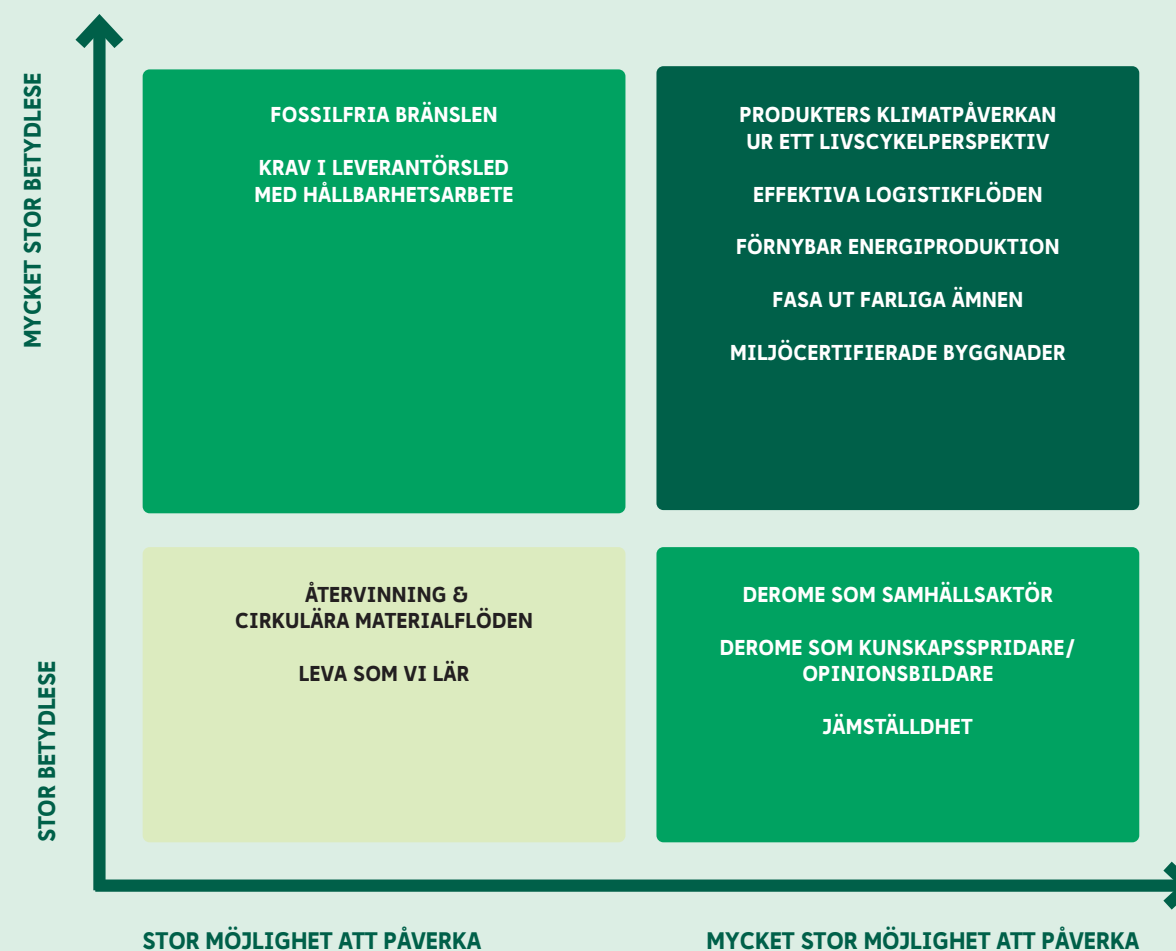 MYCKET STOR BETYDLESE
FOSSILFRIA BRÄNSLEN
KRAV I LEVERANTÖRSLED
MED HÅLLBARHETSARBETE
PRODUKTERS KLIMATPÅVERKAN
UR ETT LIVSCYKELPERSPEKTIV
EFFEKTIVA LOGISTIKFLÖDEN
FÖRNYBAR ENERGIPRODUKTION
FASA UT FARLIGA ÄMNEN
MILJÖCERTIFIERADE BYGGNADER
STOR BETYDLESE
ÅTERVINNING &
CIRKULÄRA MATERIALFLÖDEN
LEVA SOM VI LÄR
DEROME SOM SAMHÄLLSAKTÖR
DEROME SOM KUNSKAPSSPRIDARE/
OPINIONSBILDARE
JÄMSTÄLLDHET
STOR MÖJLIGHET ATT PÅVERKA
MYCKET STOR MÖJLIGHET ATT PÅVERKA